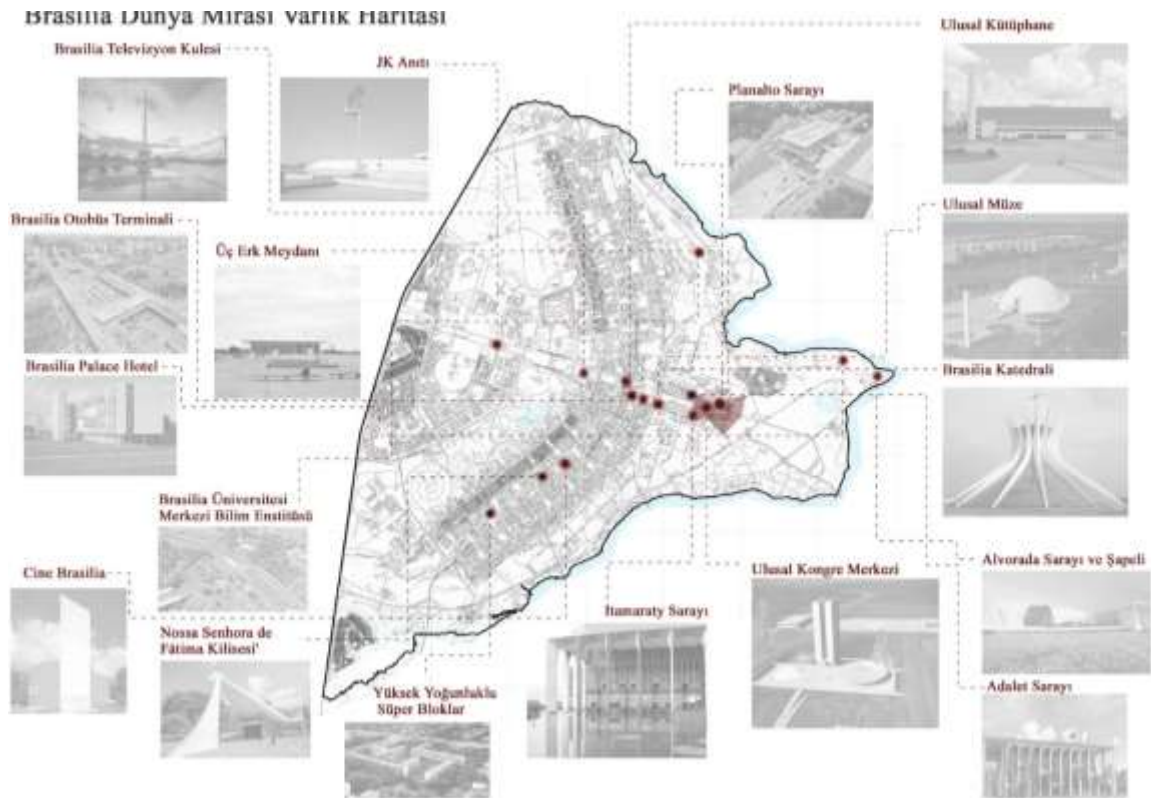 Brasilia Dünya Mirası Varlık Haritası
Brasilia Televizyon Kulesi
JK Anıtı
Ulusal Kütüphane
Planalto Sarayı
Brasilia Otobüs Terminali
Üç Erk Meydanı
Ulusal Müze
Brasilia Palace Hotel
Brasilia Katedrali
Brasilia Üniversitesi
Merkezi Bilim Enstitüsü
Cine Brasilia
Nossa Senhora de
Fátima Kilisesi'
Yüksek Yoğunluklu
Süper Bloklar
Itamaraty Sarayı
Ulusal Kongre Merkezi
Alvorada Sarayı ve Şapeli
Adalet Sarayı